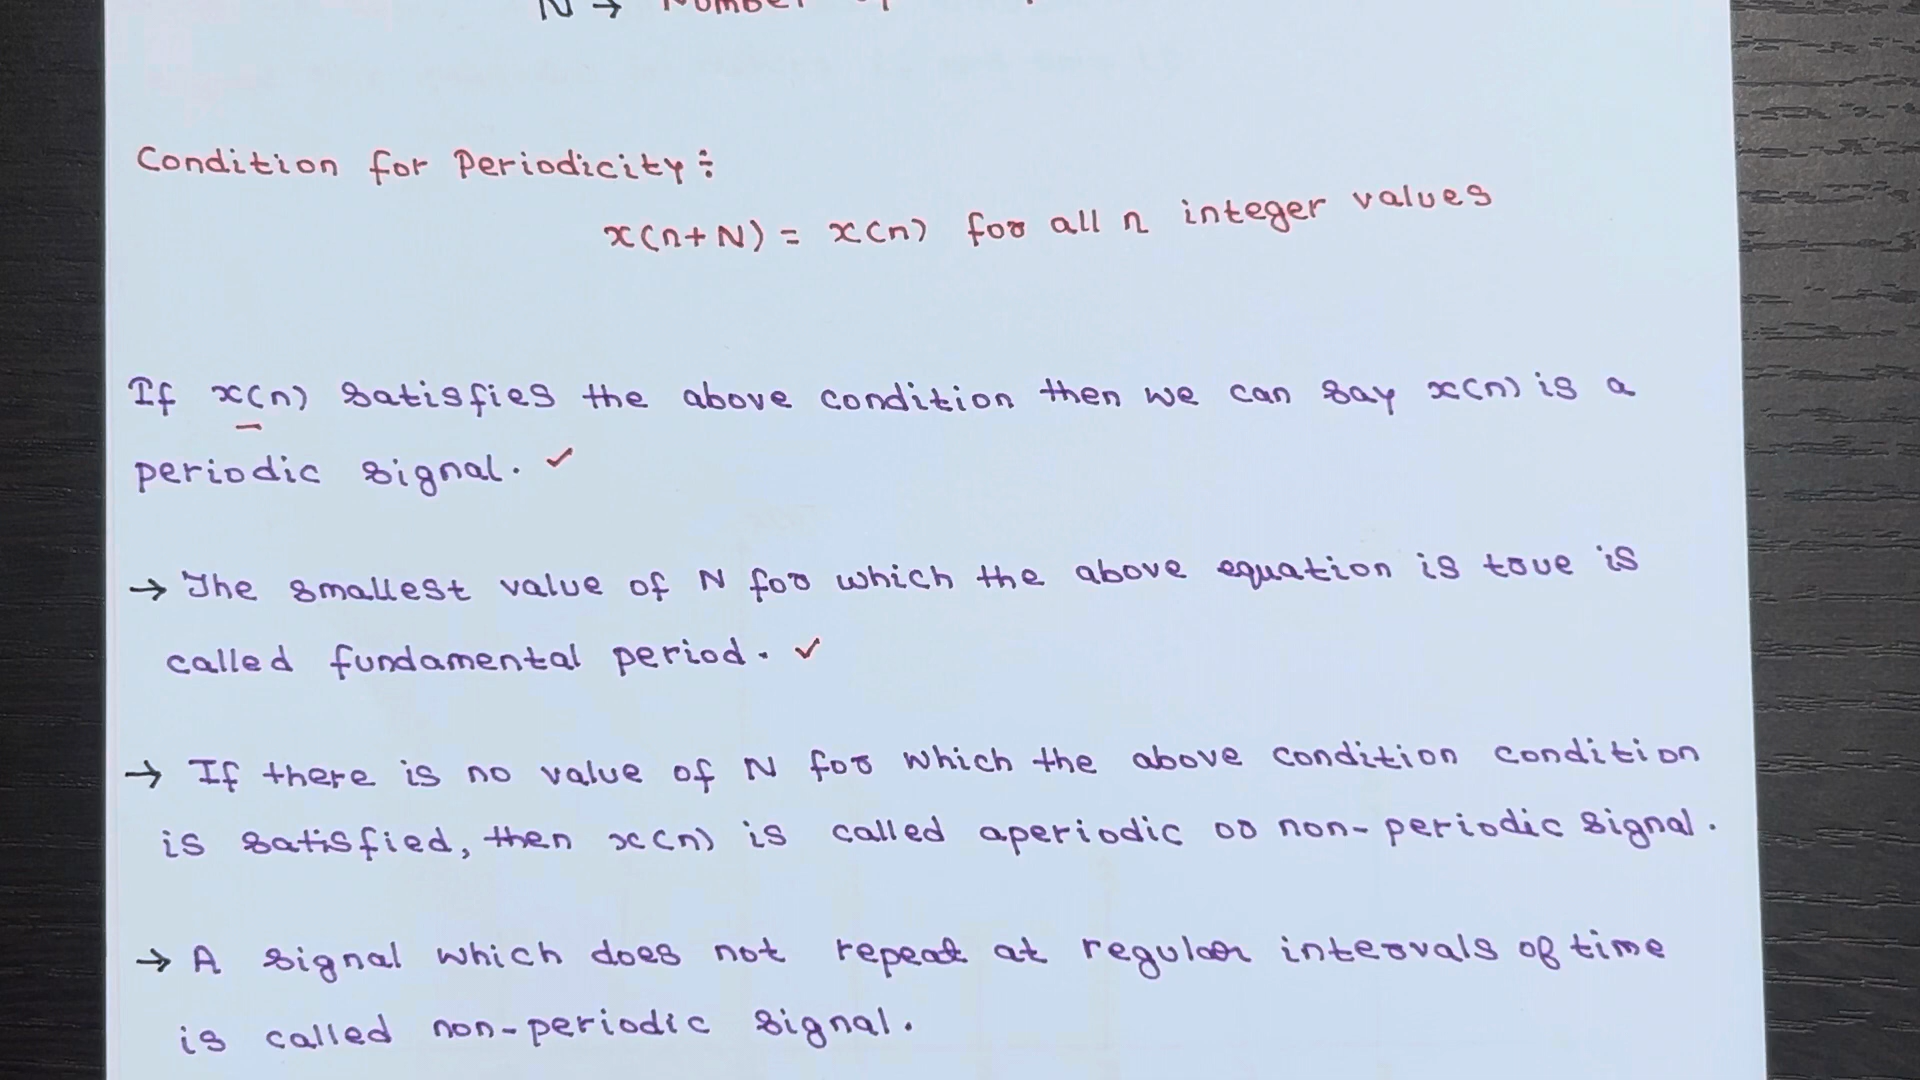 N → Number
Condition for Periodicity:
x(n+N) = x(n) for all n integer values
If x(n) satisfies the above condition then we can say x(n) is a
periodic signal. ✓
→ The smallest value of N for which the above equation is true is
called fundamental period. ✓
→ If there is no value of N for which the above condition condition
is satisfied, then x(n) is called aperiodic or non-periodic signal.
→ A signal which does not repeat at regular intervals of time
is called non-periodic signal.